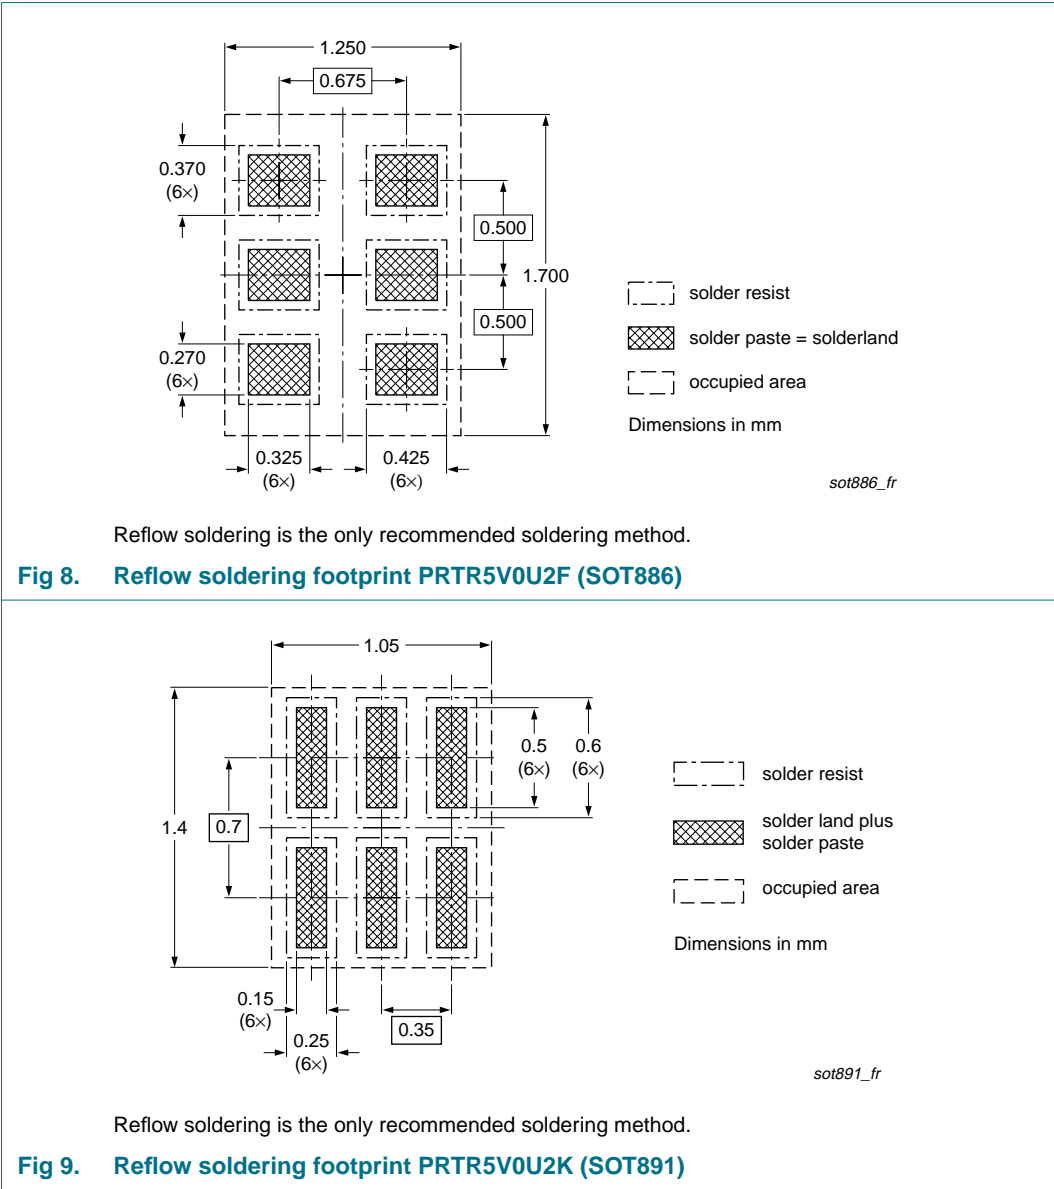 1.250
0.675
0.370
(6×)
0.500
1.700
0.500
0.270
(6×)
0.325
(6×)
0.425
(6×)
solder resist
solder paste = solderland
occupied area
Dimensions in mm
sot886_fr
Reflow soldering is the only recommended soldering method.
Fig 8. Reflow soldering footprint PRTR5V0U2F (SOT886)
1.05
0.5
(6×)
0.6
(6×)
1.4
0.7
0.15
(6×)
0.25
(6×)
0.35
solder resist
solder land plus
solder paste
occupied area
Dimensions in mm
sot891_fr
Reflow soldering is the only recommended soldering method.
Fig 9. Reflow soldering footprint PRTR5V0U2K (SOT891)